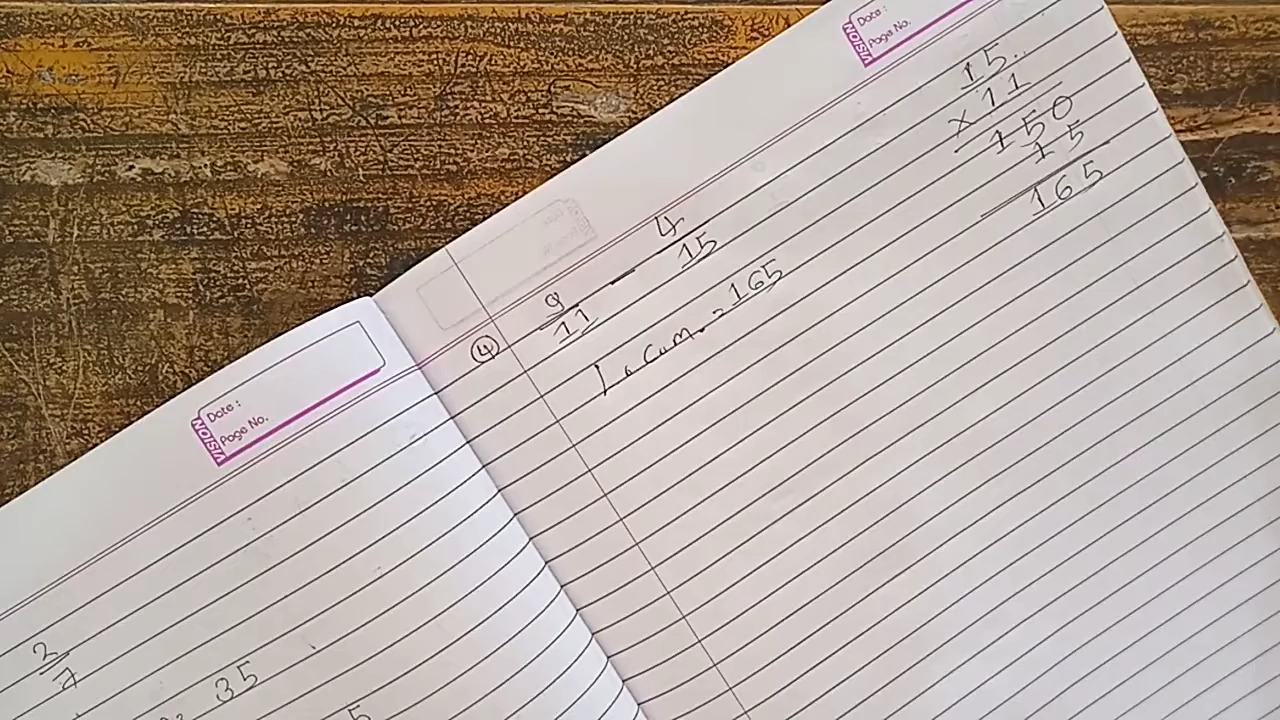 Date :
Page No.
VISION
15.
× 11
150
15
165
④ 9/11 - 4/15
L.C.M. = 165
Date :
Page No.
VISION
2/7
35
5